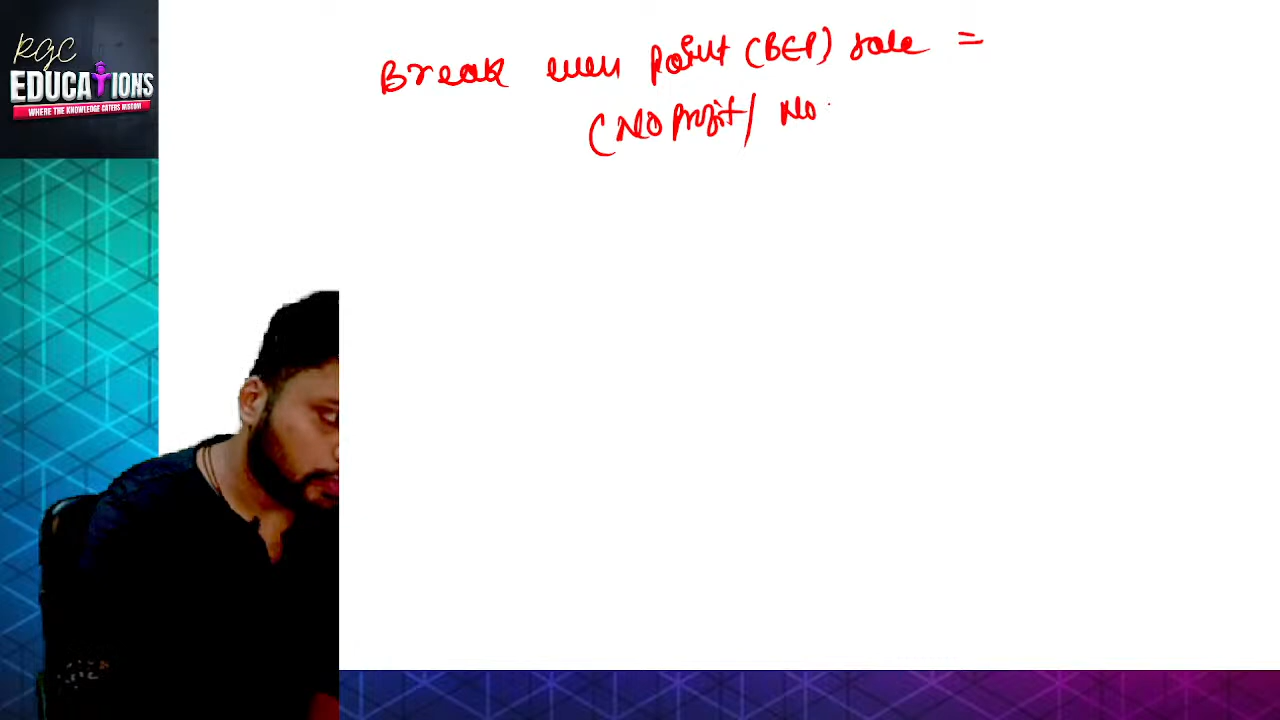 RGC
EDUCATIONS
WHERE THE KNOWLEDGE CATERS WISDOM
Break even Point (BEP) sale =
(No Profit / No